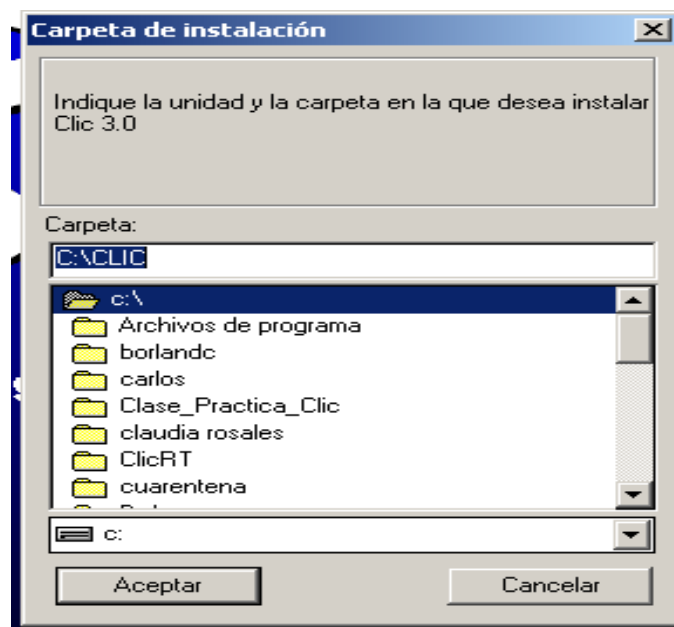 Carpeta de instalación
Indique la unidad y la carpeta en la que desea instalar
Clic 3.0
Carpeta:
C:\CLIC
c:\
Archivos de programa
borlandc
carlos
Clase_Practica_Clic
claudia rosales
ClicRT
cuarentena
c:
Aceptar
Cancelar